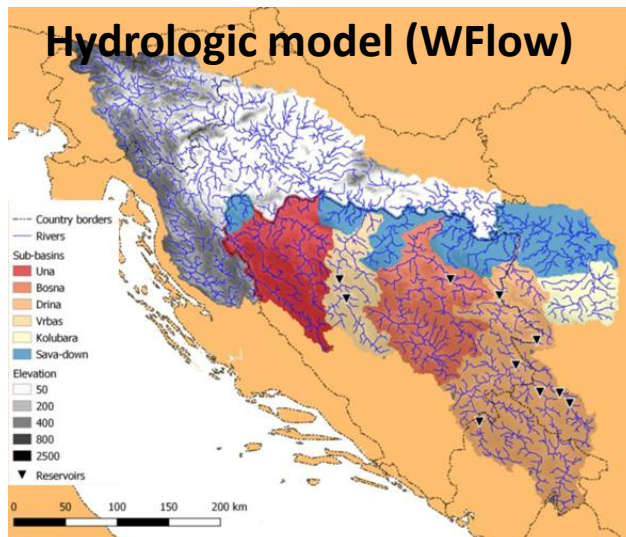 Hydrologic model (WFlow)
Country borders
Rivers
Sub-basins
Una
Bosna
Drina
Vrbas
Kolubara
Sava-down
Elevation
50
200
400
800
2500
Reservoirs
0 50 100 150 200 km